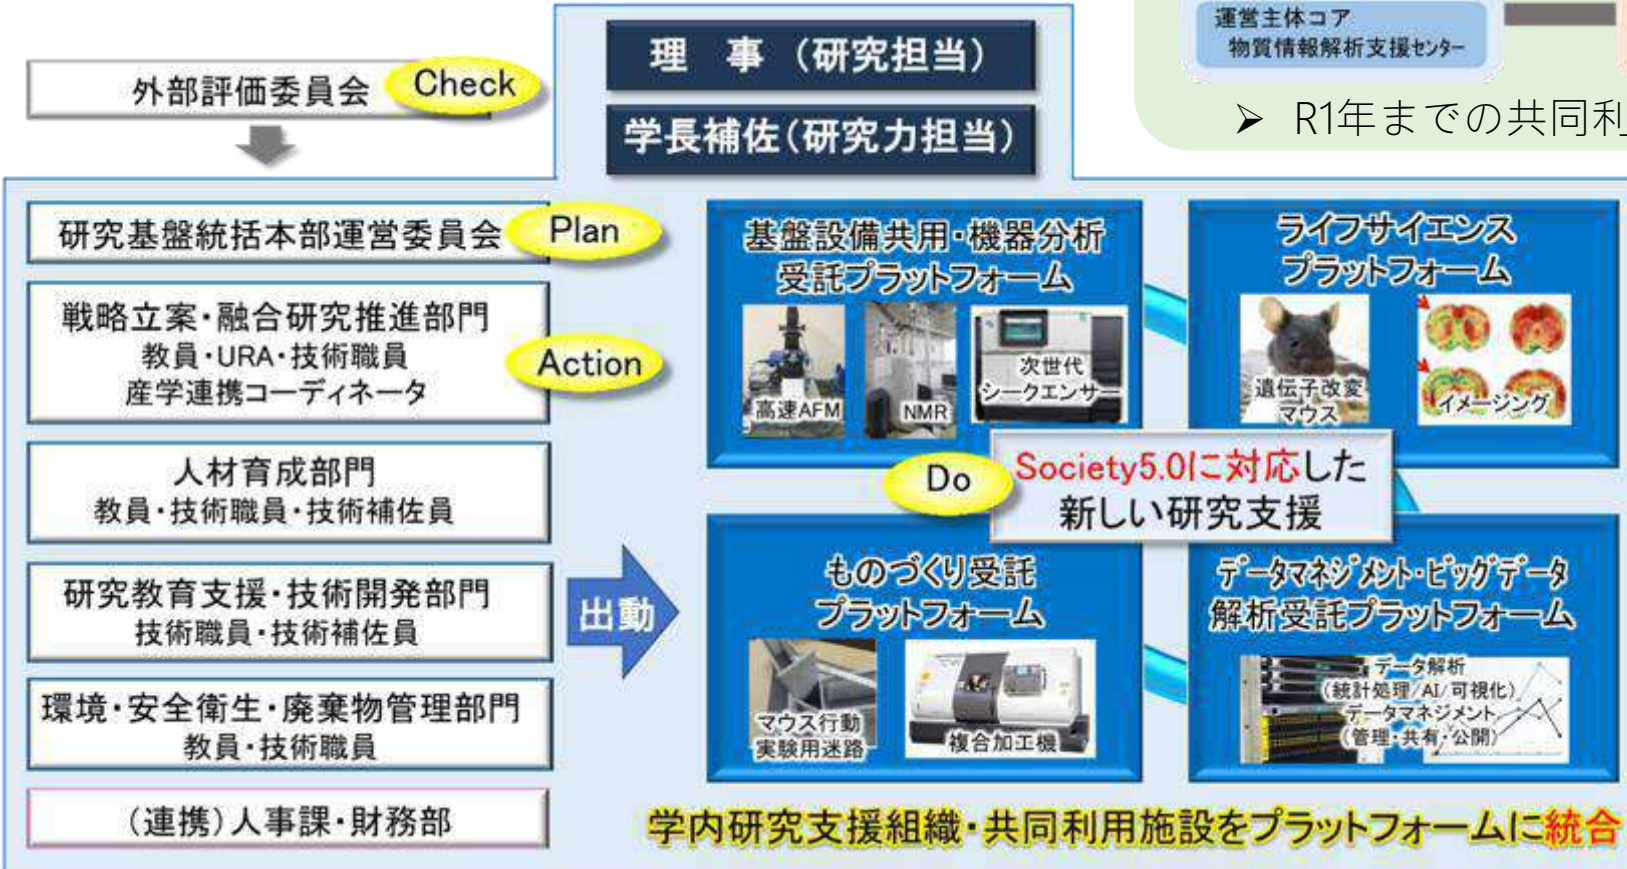 運営主体コア
物質情報解析支援センター
➢ R1年までの共同利
理 事 (研究担当)
学長補佐(研究力担当)
外部評価委員会
Check
研究基盤統括本部運営委員会
Plan
戦略立案・融合研究推進部門
教員・URA・技術職員
産学連携コーディネータ
Action
人材育成部門
教員・技術職員・技術補佐員
研究教育支援・技術開発部門
技術職員・技術補佐員
環境・安全衛生・廃棄物管理部門
教員・技術職員
(連携)人事課・財務部
出動
基盤設備共用・機器分析
受託プラットフォーム
高速AFM
NMR
次世代
シークエンサー
ライフサイエンス
プラットフォーム
遺伝子改変
マウス
イメージング
Do
Society5.0に対応した
新しい研究支援
ものづくり受託
プラットフォーム
マウス行動
実験用迷路
複合加工機
データマネジメント・ビッグデータ
解析受託プラットフォーム
データ解析
(統計処理/AI/可視化)
データマネジメント
(管理・共有・公開)
学内研究支援組織・共同利用施設をプラットフォームに統合